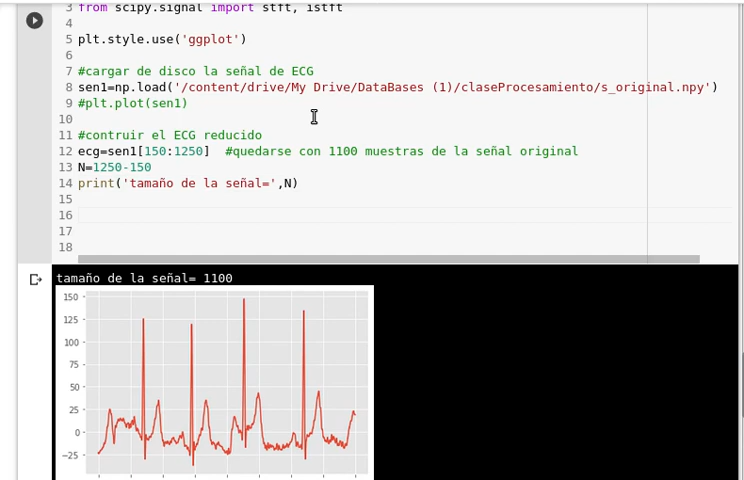 3 from scipy.signal import stft, istft
4
5 plt.style.use('ggplot')
6
7 #cargar de disco la señal de ECG
8 sen1=np.load('/content/drive/My Drive/DataBases (1)/claseProcesamiento/s_original.npy')
9 #plt.plot(sen1)
10
11 #contruir el ECG reducido
12 ecg=sen1[150:1250]  #quedarse con 1100 muestras de la señal original
13 N=1250-150
14 print('tamaño de la señal=',N)
15
16
17
18
tamaño de la señal= 1100
150
125
100
75
50
25
0
−25